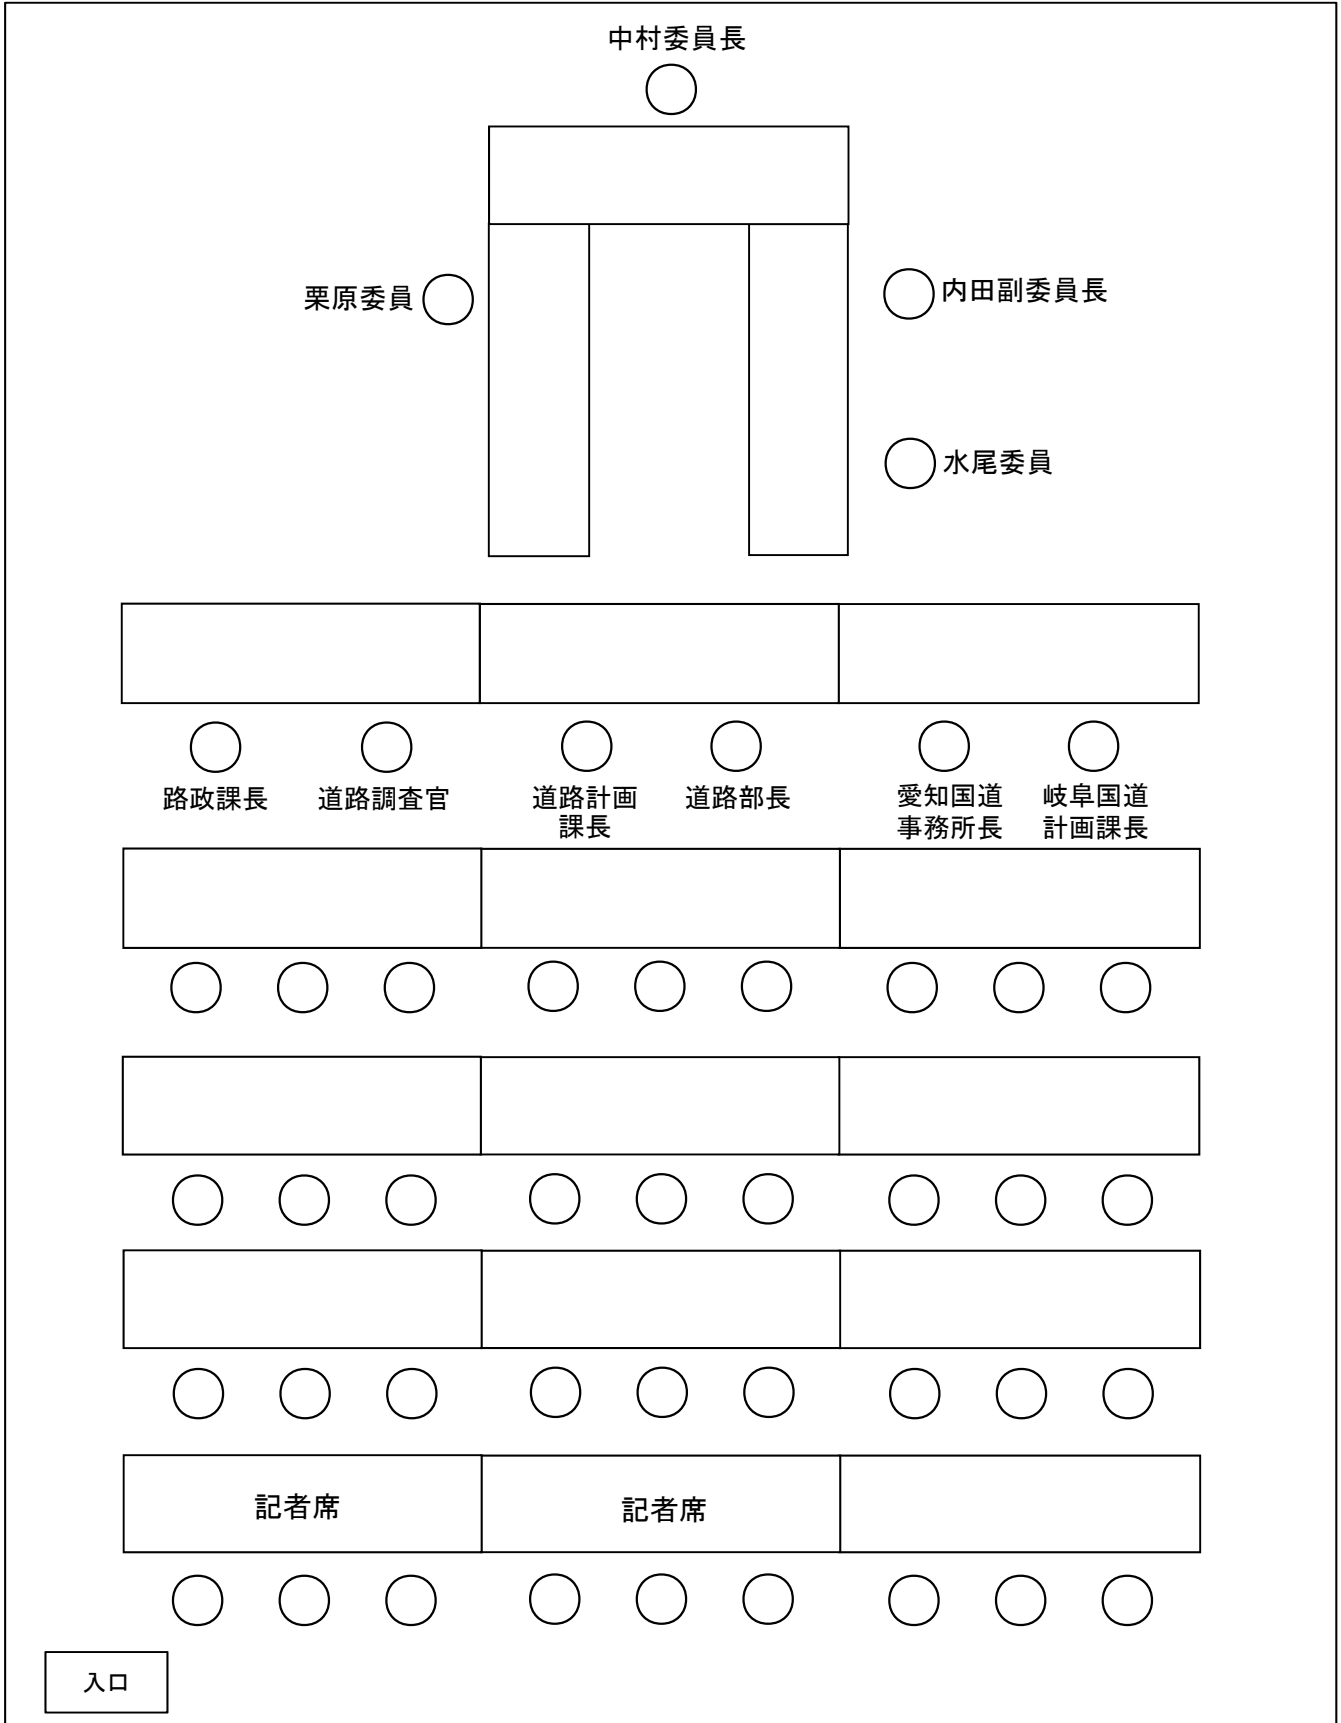 中村委員長
栗原委員
内田副委員長
水尾委員
路政課長
道路調査官
道路計画
課長
道路部長
愛知国道
事務所長
岐阜国道
計画課長
記者席
記者席
入口